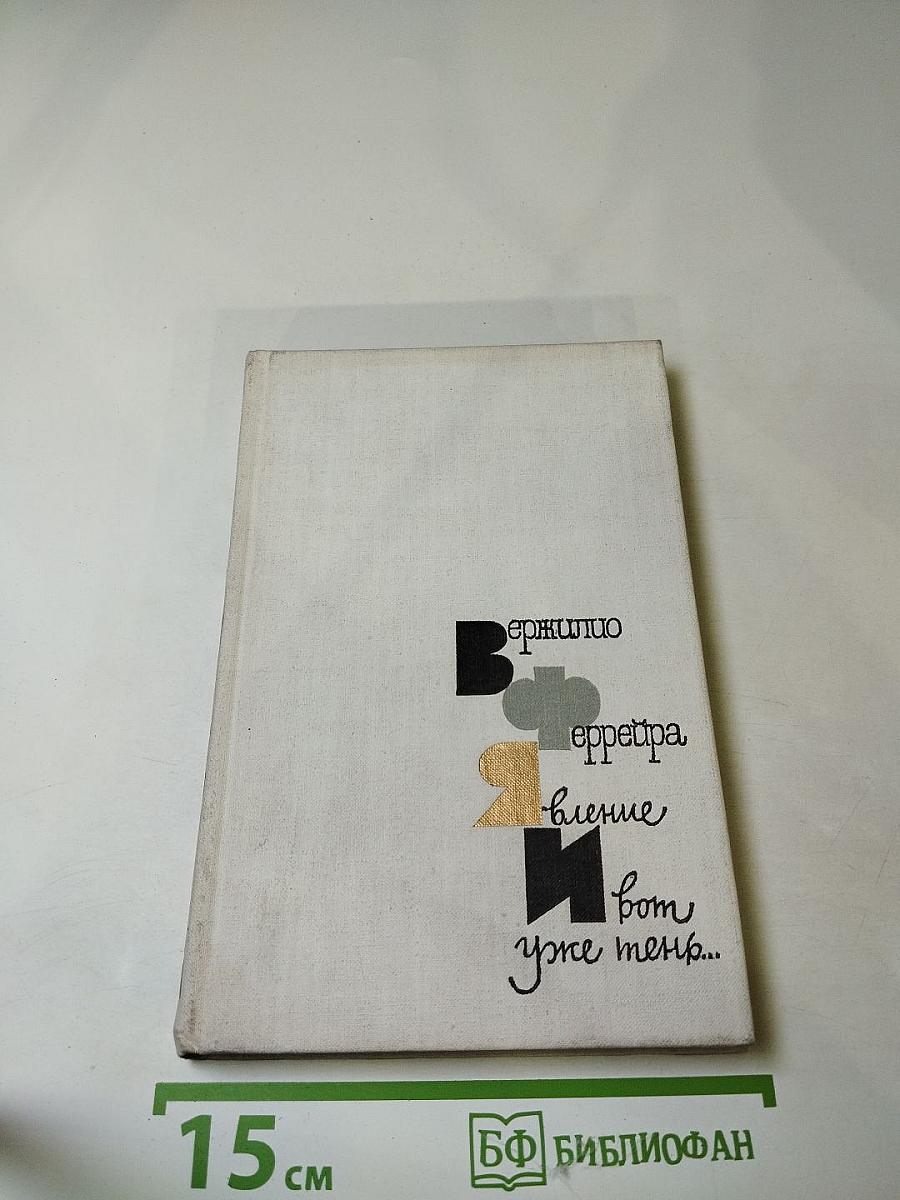 Вержилио
Феррейра
Явление
И вот
уже тень...
15 см
БФ БИБЛИОФАН